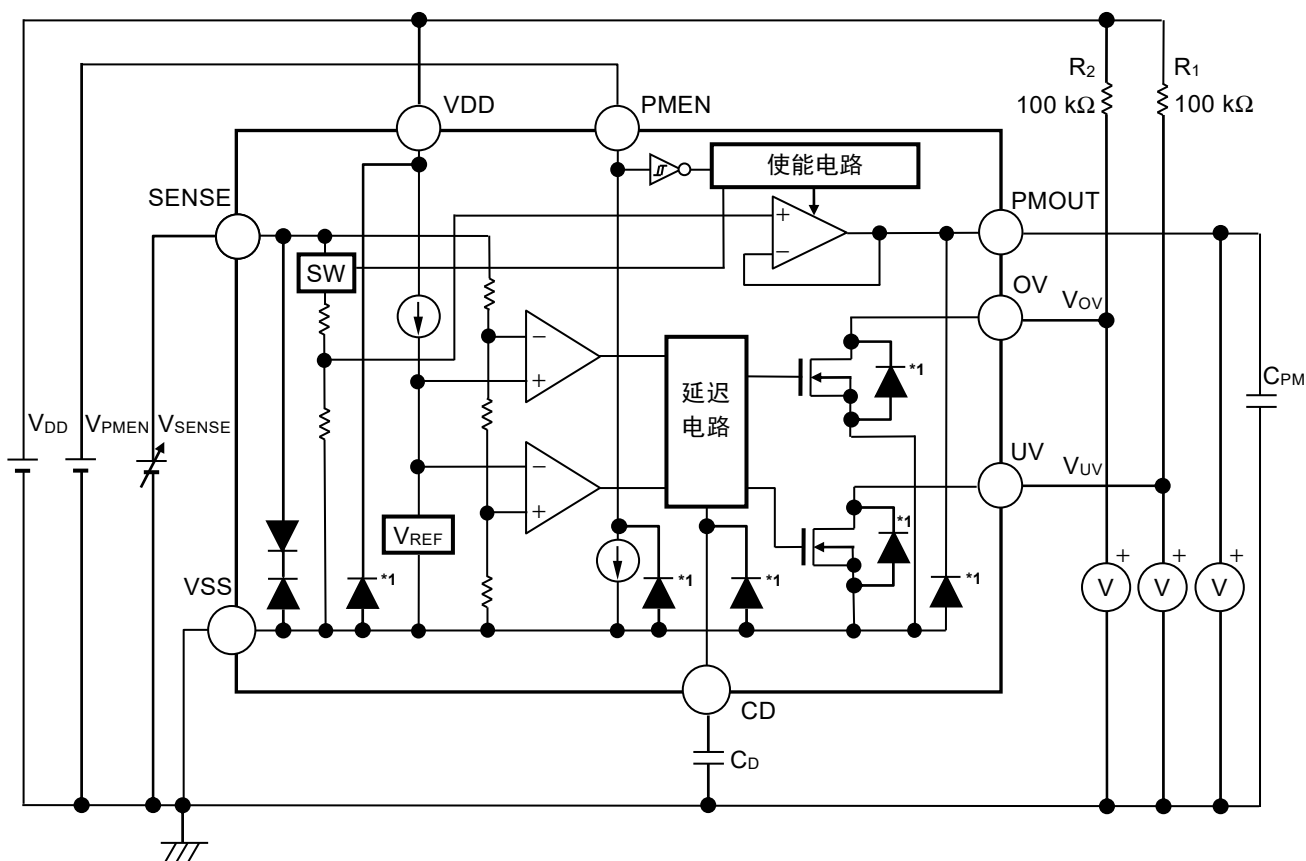 R2
100 kΩ
R1
100 kΩ
VDD
PMEN
使能电路
SENSE
PMOUT
+
−
SW
OV
VOV
−
+
*1
延迟
电路
CPM
VDD
VPMEN
VSENSE
UV
VUV
−
+
*1
VREF
VSS
*1
*1
*1
*1
+
+
+
V
V
V
CD
CD